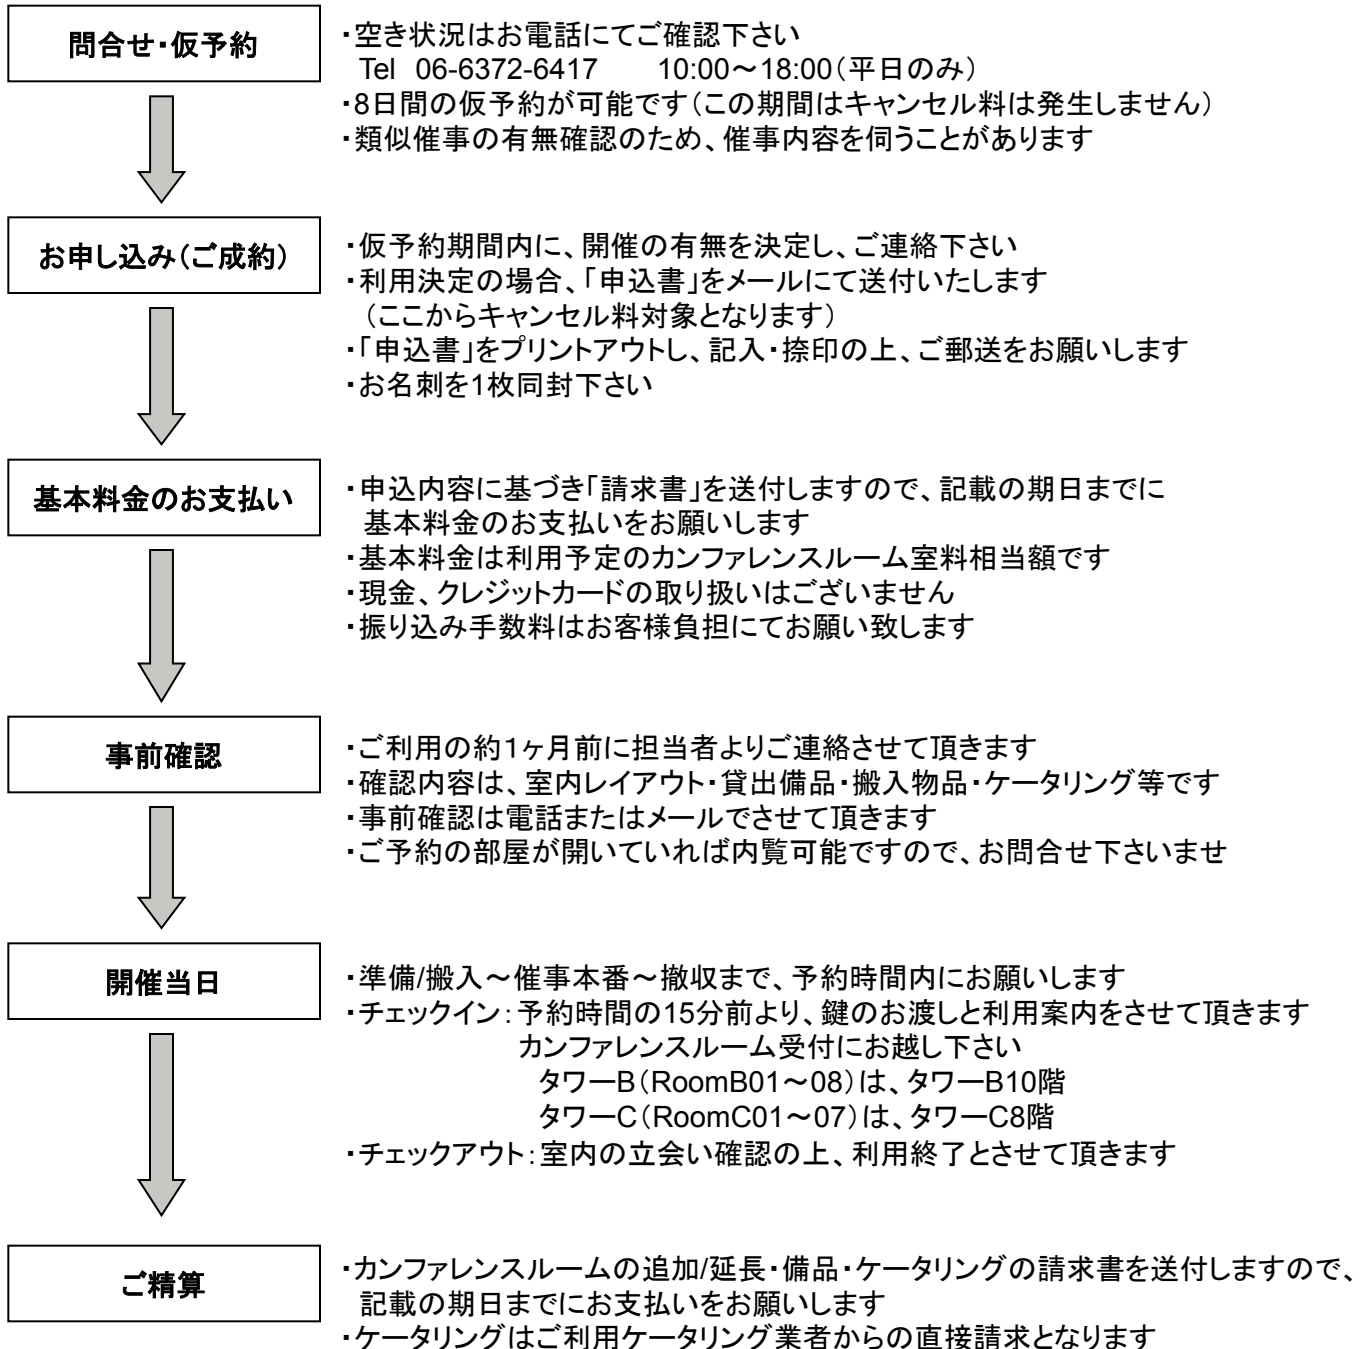 問合せ・仮予約
・空き状況はお電話にてご確認下さい
Tel 06-6372-6417 10:00～18:00（平日のみ）
・8日間の仮予約が可能です（この期間はキャンセル料は発生しません）
・類似催事の有無確認のため、催事内容を伺うことがあります
お申し込み（ご成約）
・仮予約期間内に、開催の有無を決定し、ご連絡下さい
・利用決定の場合、「申込書」をメールにて送付いたします
（ここからキャンセル料対象となります）
・「申込書」をプリントアウトし、記入・捺印の上、ご郵送をお願いします
・お名刺を1枚同封下さい
基本料金のお支払い
・申込内容に基づき「請求書」を送付しますので、記載の期日までに
基本料金のお支払いをお願いします
・基本料金は利用予定のカンファレンスルーム室料相当額です
・現金、クレジットカードの取り扱いはございません
・振り込み手数料はお客様負担にてお願い致します
事前確認
・ご利用の約1ヶ月前に担当者よりご連絡させて頂きます
・確認内容は、室内レイアウト・貸出備品・搬入物品・ケータリング等です
・事前確認は電話またはメールでさせて頂きます
・ご予約の部屋が開いていれば内覧可能ですので、お問合せ下さいませ
開催当日
・準備/搬入～催事本番～撤収まで、予約時間内にお願いします
・チェックイン：予約時間の15分前より、鍵のお渡しと利用案内をさせて頂きます
カンファレンスルーム受付にお越し下さい
タワーB（RoomB01～08）は、タワーB10階
タワーC（RoomC01～07）は、タワーC8階
・チェックアウト：室内の立会い確認の上、利用終了とさせて頂きます
ご精算
・カンファレンスルームの追加/延長・備品・ケータリングの請求書を送付しますので、
記載の期日までにお支払いをお願いします
・ケータリングはご利用ケータリング業者からの直接請求となります